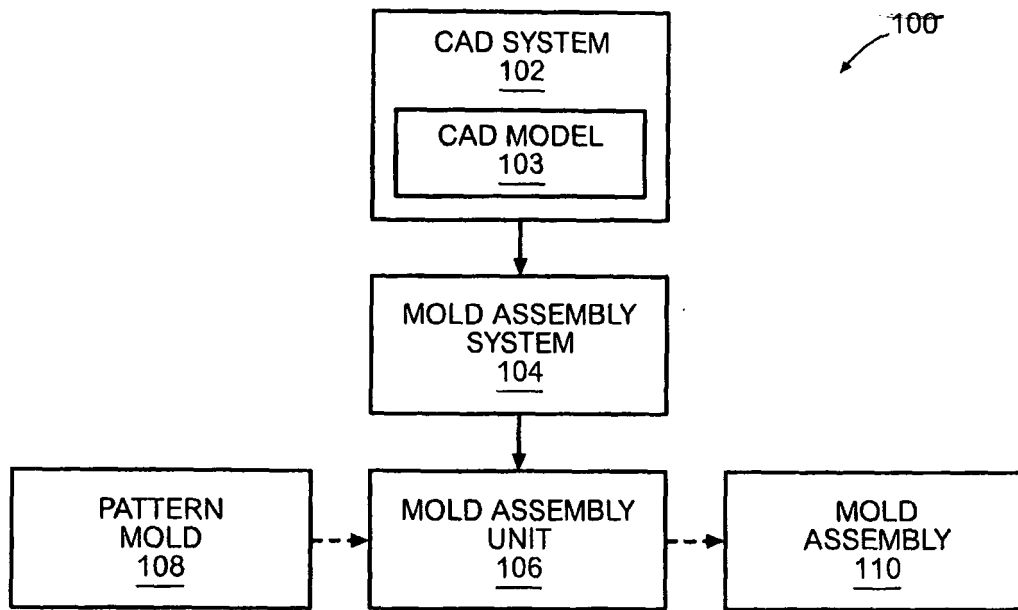 100
CAD SYSTEM
102
CAD MODEL
103
MOLD ASSEMBLY
SYSTEM
104
PATTERN
MOLD
108
MOLD ASSEMBLY
UNIT
106
MOLD
ASSEMBLY
110